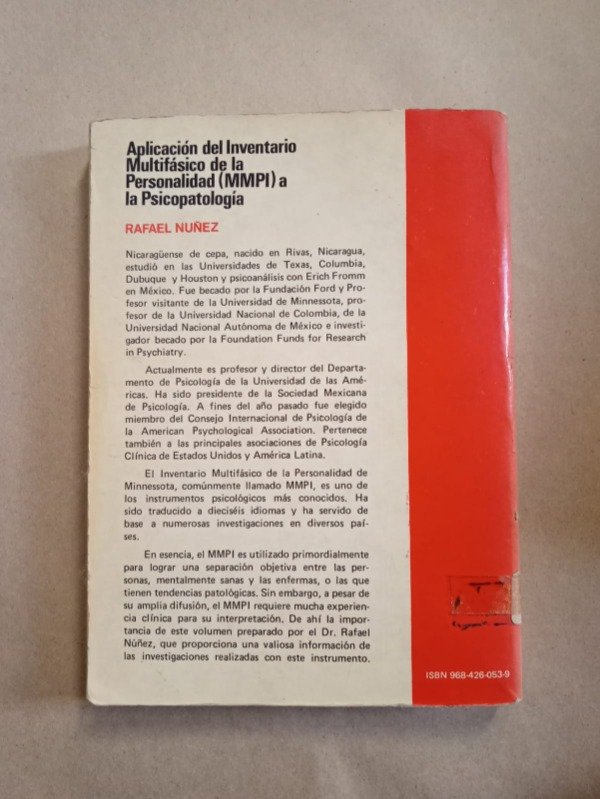 Aplicación del Inventario
Multifásico de la
Personalidad (MMPI) a
la Psicopatología
RAFAEL NUÑEZ
Nicaragüense de cepa, nacido en Rivas, Nicaragua,
estudió en las Universidades de Texas, Columbia,
Dubuque y Houston y psicoanálisis con Erich Fromm
en México. Fue becado por la Fundación Ford y Pro-
fesor visitante de la Universidad de Minnessota, pro-
fesor de la Universidad Nacional de Colombia, de la
Universidad Nacional Autónoma de México e investi-
gador becado por la Foundation Funds for Research
in Psychiatry.
Actualmente es profesor y director del Departa-
mento de Psicología de la Universidad de las Amé-
ricas. Ha sido presidente de la Sociedad Mexicana
de Psicología. A fines del año pasado fue elegido
miembro del Consejo Internacional de Psicología de
la American Psychological Association. Pertenece
también a las principales asociaciones de Psicología
Clínica de Estados Unidos y América Latina.
El Inventario Multifásico de la Personalidad de
Minnessota, comúnmente llamado MMPI, es uno de
los instrumentos psicológicos más conocidos. Ha
sido traducido a dieciséis idiomas y ha servido de
base a numerosas investigaciones en diversos paí-
ses.
En esencia, el MMPI es utilizado primordialmente
para lograr una separación objetiva entre las per-
sonas, mentalmente sanas y las enfermas, o las que
tienen tendencias patológicas. Sin embargo, a pesar de
su amplia difusión, el MMPI requiere mucha experien-
cia clínica para su interpretación. De ahí la impor-
tancia de este volumen preparado por el Dr. Rafael
Núñez, que proporciona una valiosa información de
las investigaciones realizadas con este instrumento.
ISBN 968-426-053-9